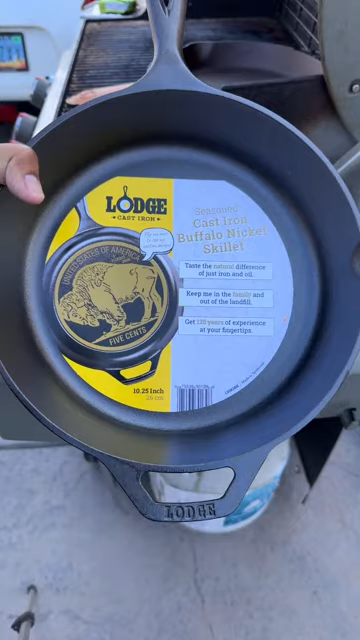 LODGE
CAST IRON
Seasoned
Cast Iron
Buffalo Nickel
Skillet
UNITED STATES OF AMERICA
FIVE CENTS
Taste the natural difference
of just iron and oil.
Keep me in the family and
out of the landfill.
Get 125 years of experience
at your fingertips.
10.25 Inch
26 cm
LODGE